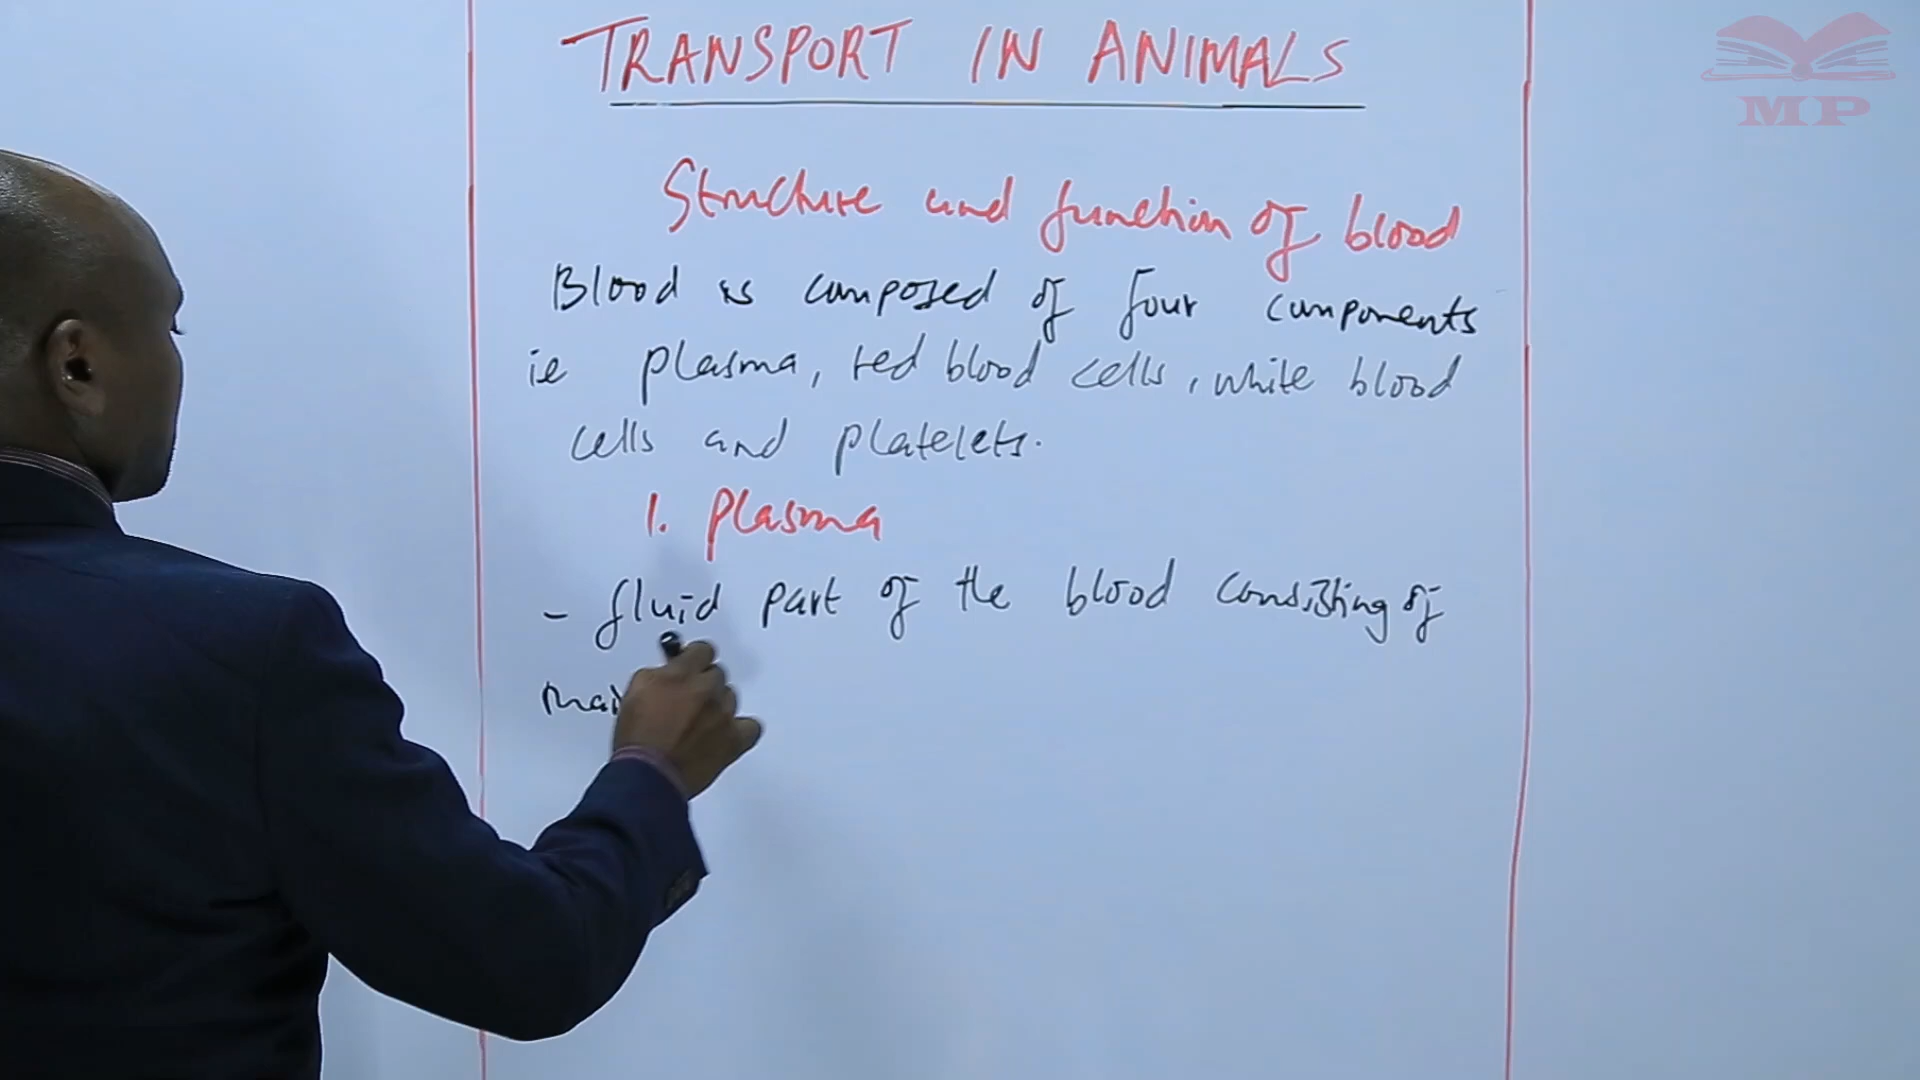 TRANSPORT IN ANIMALS
MP
Structure and function of blood
Blood is composed of four components
ie plasma, red blood cells, white blood
cells and platelets.
1. Plasma
- fluid part of the blood consisting of